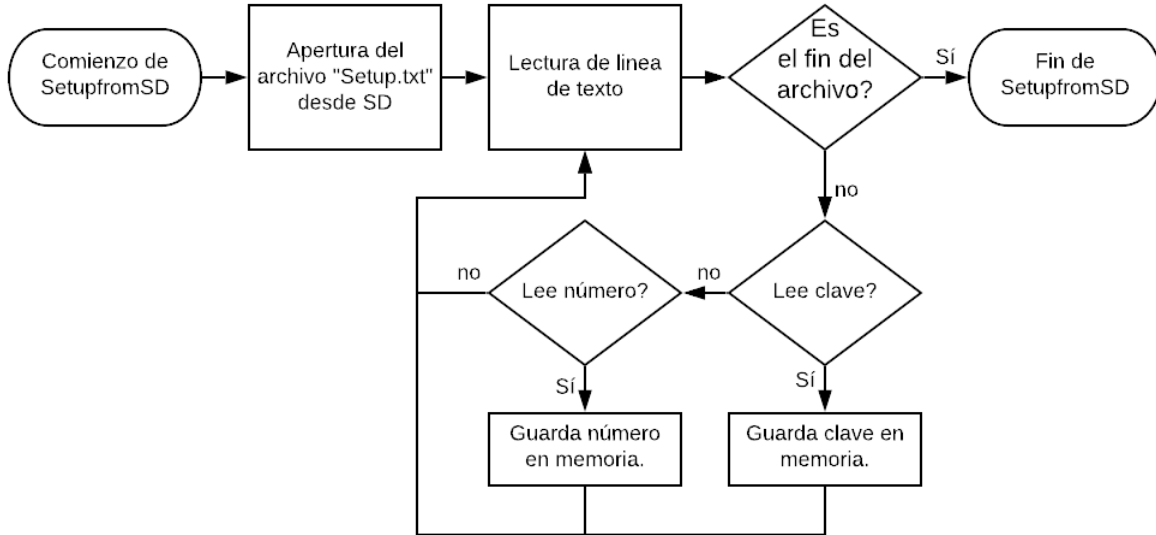 Comienzo de
SetupfromSD
Apertura del
archivo "Setup.txt"
desde SD
Lectura de linea
de texto
Es
el fin del
archivo?
Sí
Fin de
SetupfromSD
no
Lee clave?
no
Lee número?
no
Sí
Sí
Guarda número
en memoria.
Guarda clave en
memoria.